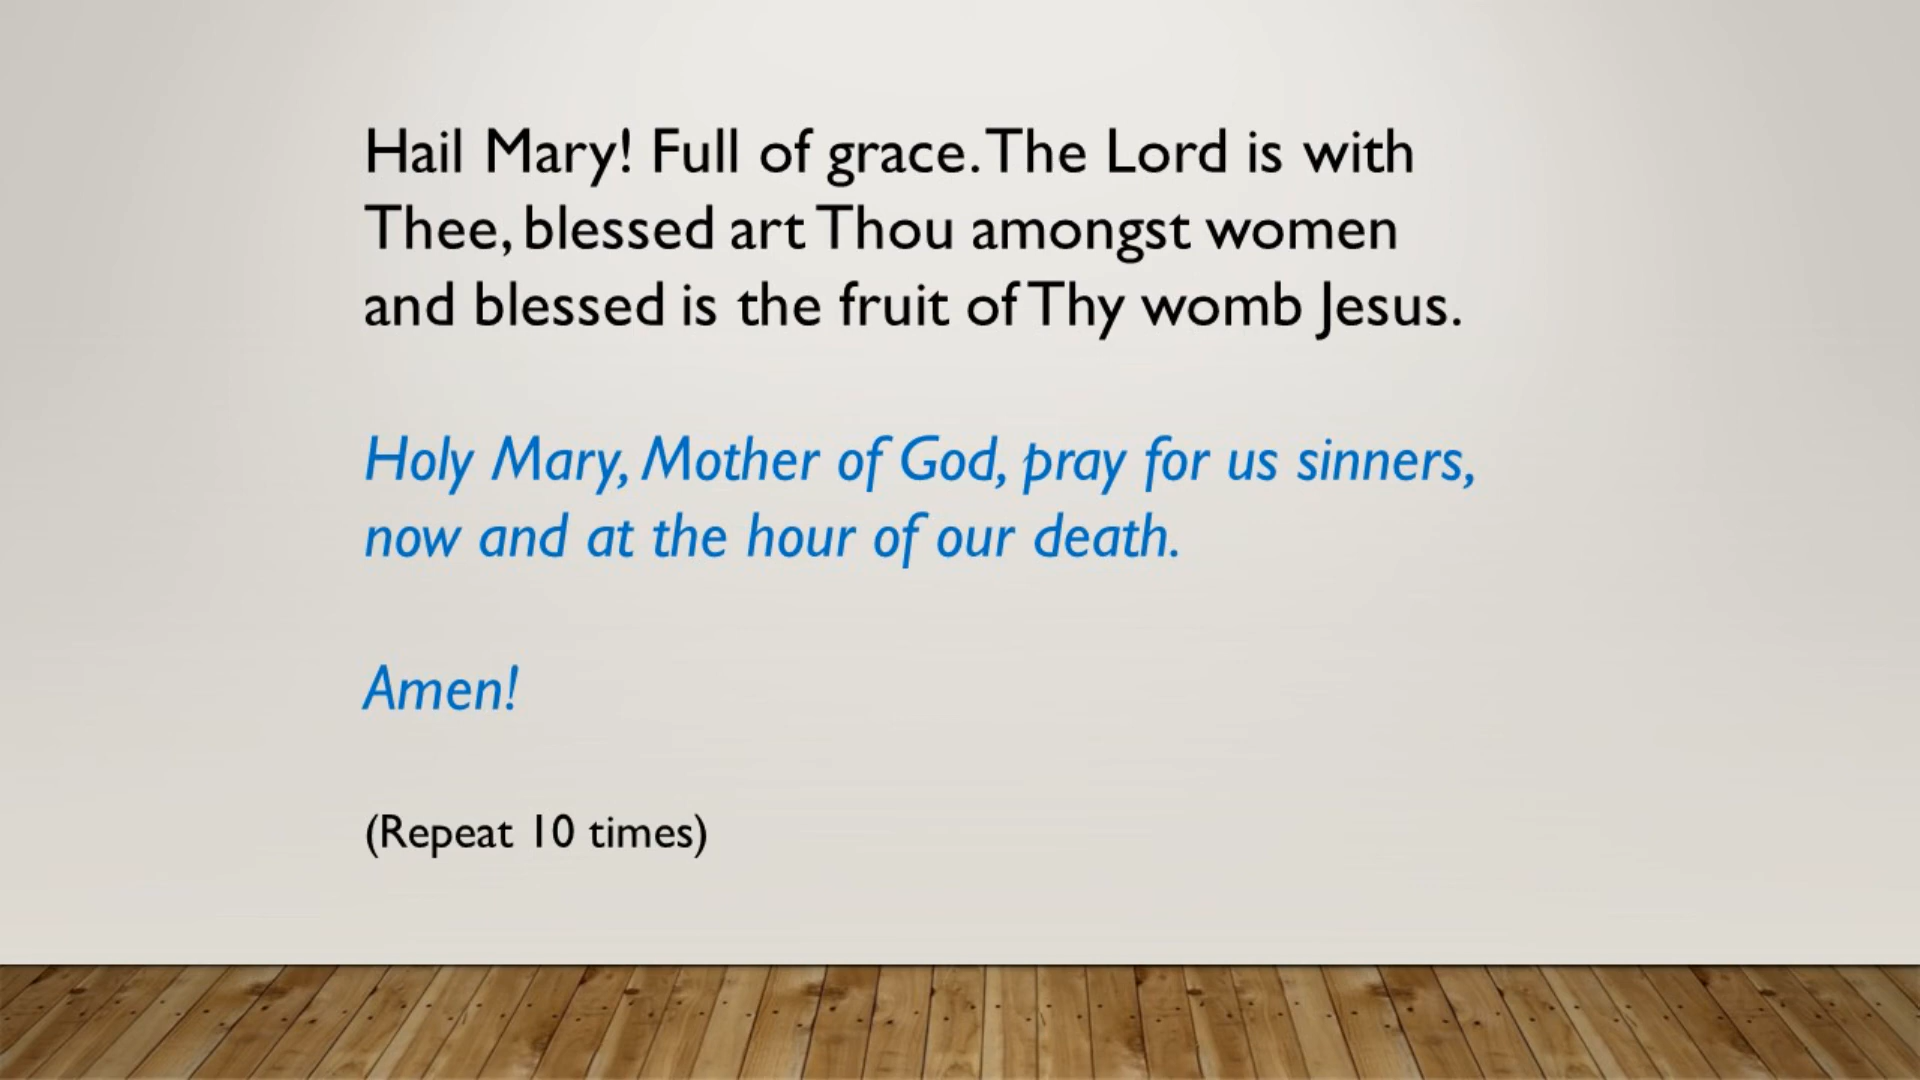 Hail Mary! Full of grace. The Lord is with
Thee, blessed art Thou amongst women
and blessed is the fruit of Thy womb Jesus.
Holy Mary, Mother of God, pray for us sinners,
now and at the hour of our death.
Amen!
(Repeat 10 times)